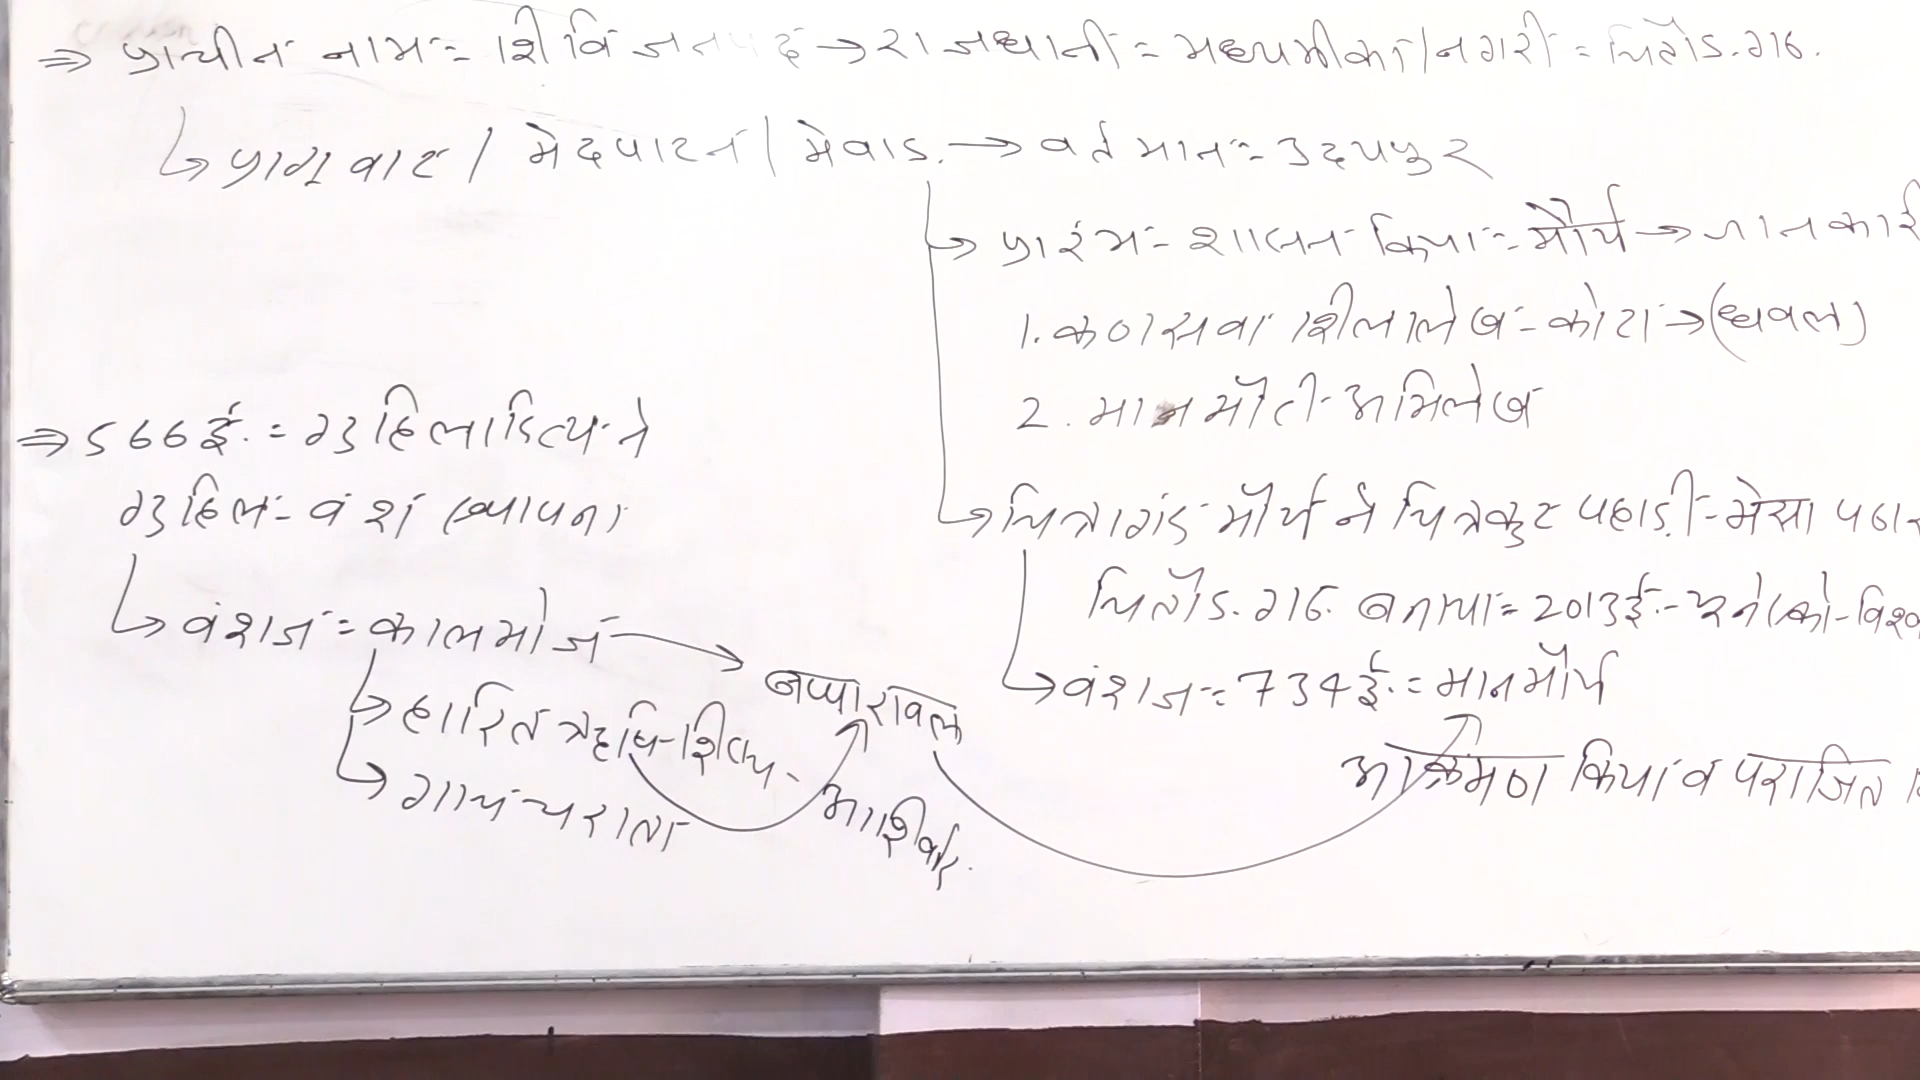 ⇒ प्राचीन नाम = शिवि जनपद → राजधानी = मध्यमीका/नगरी = चितौड.गढ.
↳ प्राग्वाट / मेदपाटन / मेवाड. → वर्तमान = उदयपुर
↳ प्रारंभ - शासन किया - मौर्य → जानकारी
1. कणसवा शिलालेख - कोटा → (धवल)
2. मानमौरी अभिलेख
⇒ 566 ई. = गुहिलादित्य ने
गुहिल - वंश स्थापना
↳ चित्रागंड मौर्य ने चित्रकुट पहाड़ी - मेसा
चितौड.गढ. बनाया = 2013 ई. -
↳ वंशज = कालभोज → बप्पारावल
↳ वंशज = 734 ई. = मानमौर्य
↳ हारित ऋषि - शिष्य - आशिर्वाद
↳ गाय चराता
आक्रमण किया व पराजित